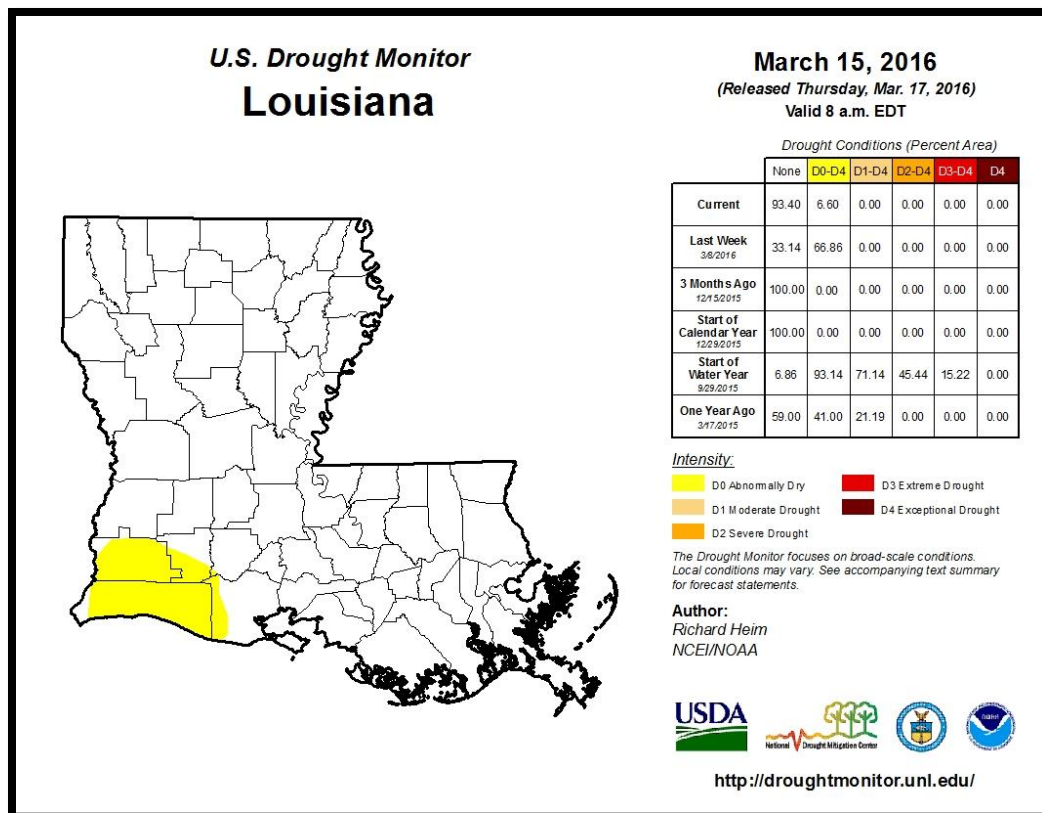 U.S. Drought Monitor
Louisiana
March 15, 2016
(Released Thursday, Mar. 17, 2016)
Valid 8 a.m. EDT
Drought Conditions (Percent Area)
None D0-D4 D1-D4 D2-D4 D3-D4 D4
Current 93.40 6.60 0.00 0.00 0.00 0.00
Last Week 33.14 66.86 0.00 0.00 0.00 0.00
3/8/2016
3 Months Ago 100.00 0.00 0.00 0.00 0.00 0.00
12/15/2015
Start of
Calendar Year 100.00 0.00 0.00 0.00 0.00 0.00
12/29/2015
Start of
Water Year 6.86 93.14 71.14 45.44 15.22 0.00
9/29/2015
One Year Ago 59.00 41.00 21.19 0.00 0.00 0.00
3/17/2015
Intensity:
D0 Abnormally Dry D3 Extreme Drought
D1 Moderate Drought D4 Exceptional Drought
D2 Severe Drought
The Drought Monitor focuses on broad-scale conditions.
Local conditions may vary. See accompanying text summary
for forecast statements.
Author:
Richard Heim
NCEI/NOAA
USDA
National Drought Mitigation Center
http://droughtmonitor.unl.edu/